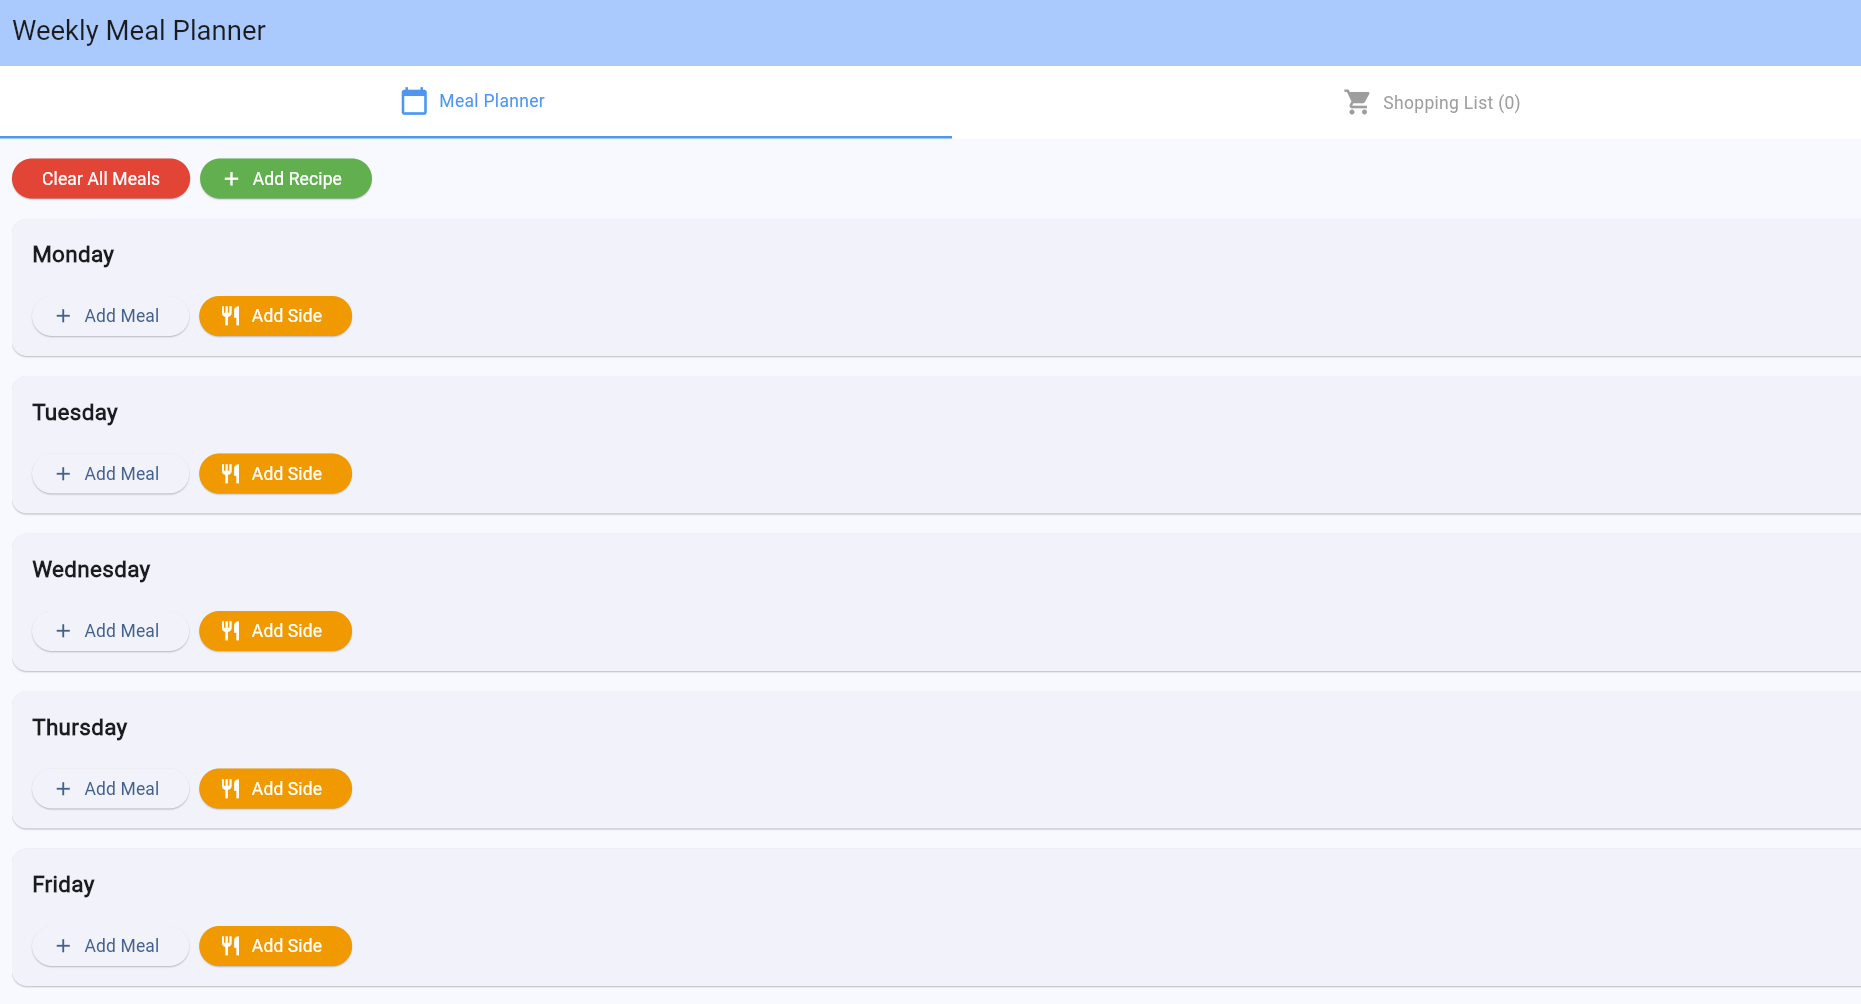 Weekly Meal Planner
Meal Planner
Shopping List (0)
Clear All Meals
+ Add Recipe
Monday
+ Add Meal
Add Side
Tuesday
+ Add Meal
Add Side
Wednesday
+ Add Meal
Add Side
Thursday
+ Add Meal
Add Side
Friday
+ Add Meal
Add Side